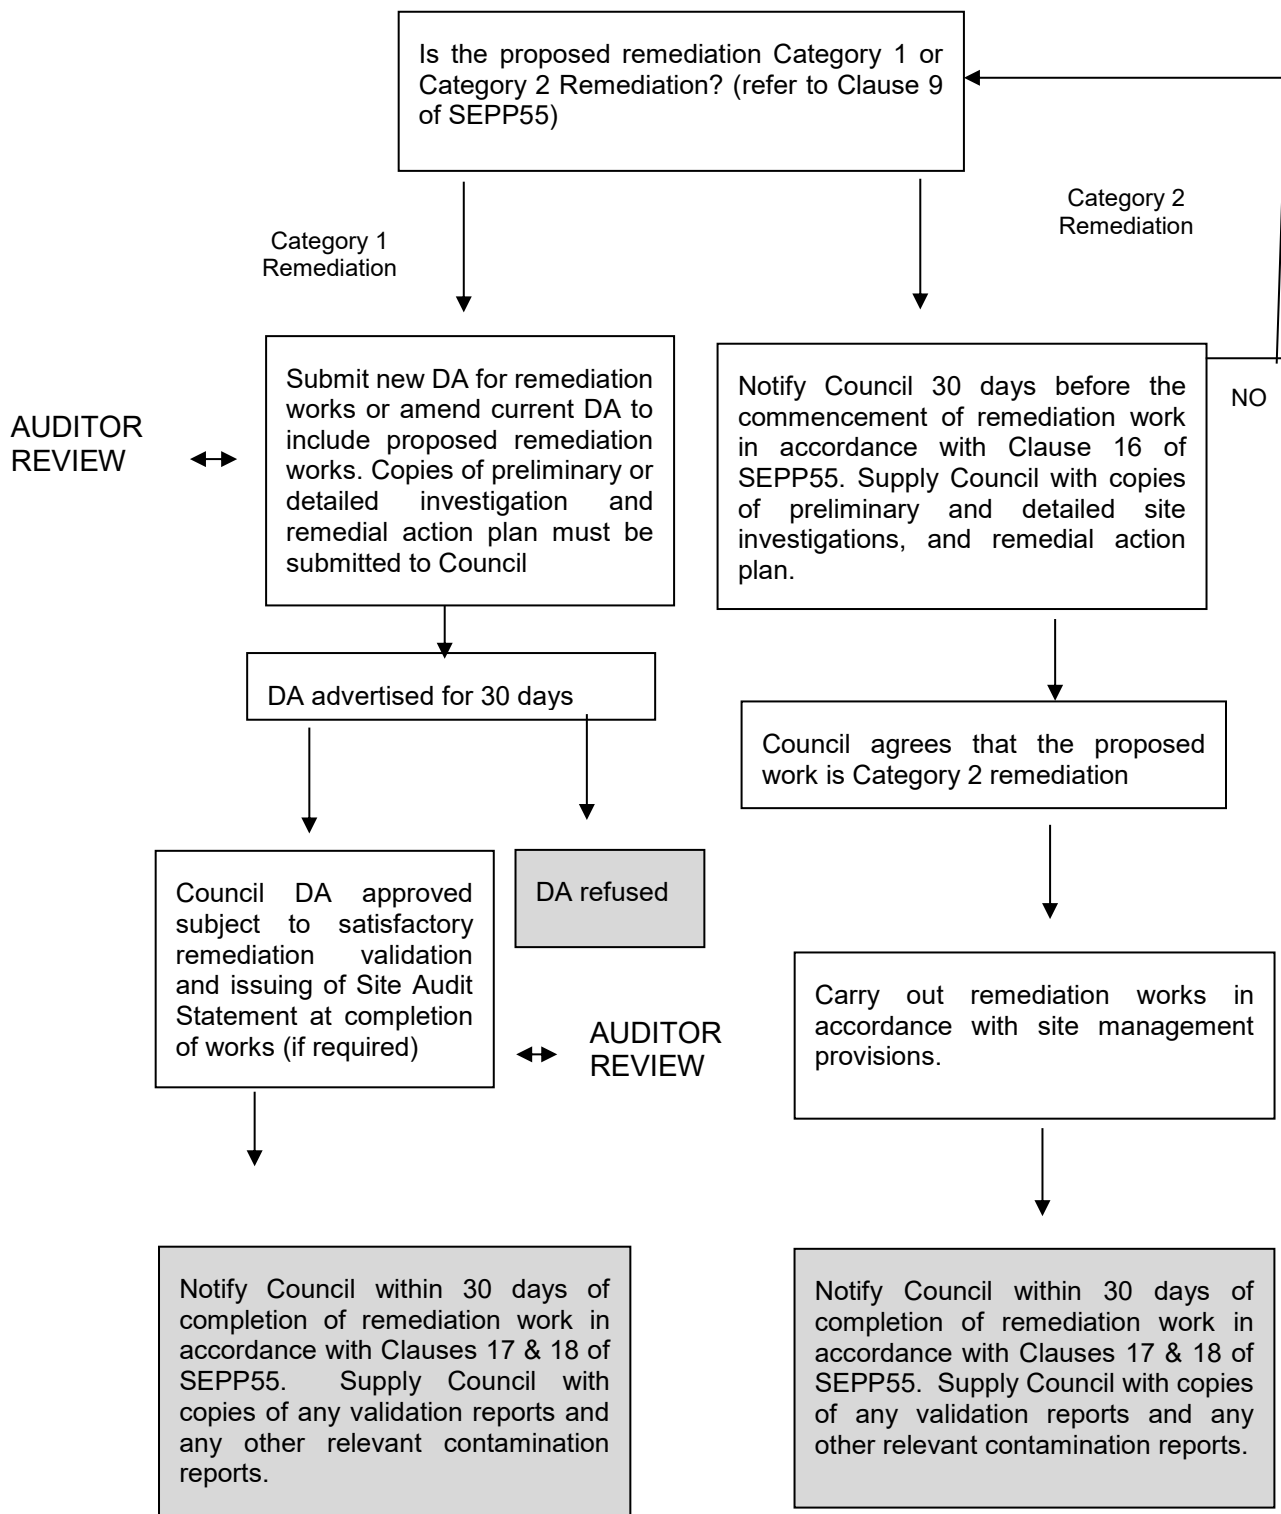 Is the proposed remediation Category 1 or
Category 2 Remediation? (refer to Clause 9
of SEPP55)
Category 1
Remediation
Category 2
Remediation
AUDITOR
REVIEW
Submit new DA for remediation
works or amend current DA to
include proposed remediation
works. Copies of preliminary or
detailed investigation and
remedial action plan must be
submitted to Council
Notify Council 30 days before the
commencement of remediation work
in accordance with Clause 16 of
SEPP55. Supply Council with copies
of preliminary and detailed site
investigations, and remedial action
plan.
NO
DA advertised for 30 days
Council agrees that the proposed
work is Category 2 remediation
Council DA approved
subject to satisfactory
remediation validation
and issuing of Site Audit
Statement at completion
of works (if required)
DA refused
AUDITOR
REVIEW
Carry out remediation works in
accordance with site management
provisions.
Notify Council within 30 days of
completion of remediation work in
accordance with Clauses 17 & 18 of
SEPP55. Supply Council with
copies of any validation reports and
any other relevant contamination
reports.
Notify Council within 30 days of
completion of remediation work in
accordance with Clauses 17 & 18 of
SEPP55. Supply Council with copies
of any validation reports and any
other relevant contamination reports.